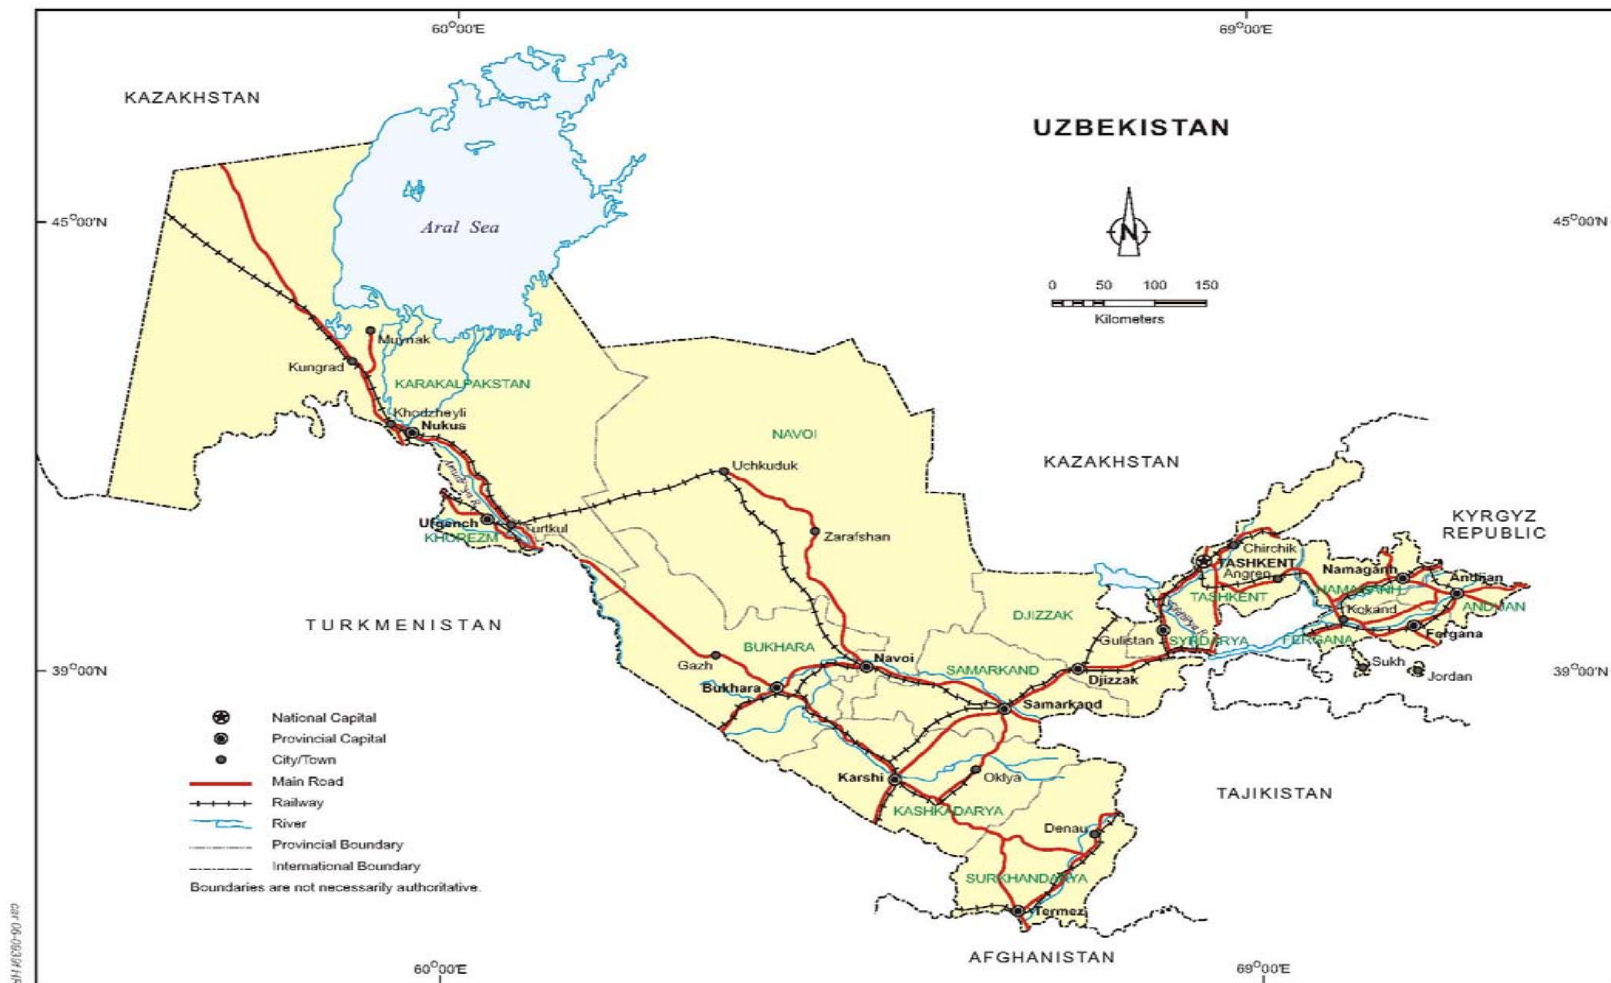 60°00'E
69°00'E
KAZAKHSTAN
UZBEKISTAN
45°00'N
45°00'N
Aral Sea
N
0 50 100 150
Kilometers
Muynak
Kungrad
KARAKALPAKSTAN
Khodzheyli
Nukus
NAVOI
KAZAKHSTAN
Uchkuduk
KYRGYZ
REPUBLIC
Urgench
Turtkul
KHOREZM
Zarafshan
Chirchik
TASHKENT
Angren
TASHKENT
Namaganh
Andijan
NAMAGANH
ANDIJAN
Kokand
DJIZZAK
Gulistan
SYRDARYA
FERGANA
Fergana
TURKMENISTAN
BUKHARA
Gazh
Navoi
SAMARKAND
Djizzak
Sukh
Jordan
39°00'N
39°00'N
Bukhara
Samarkand
National Capital
Provincial Capital
City/Town
Main Road
Railway
River
Provincial Boundary
International Boundary
Boundaries are not necessarily authoritative.
Karshi
Oklya
KASHKADARYA
TAJIKISTAN
Denau
SURKHANDARYA
Termez
AFGHANISTAN
60°00'E
69°00'E